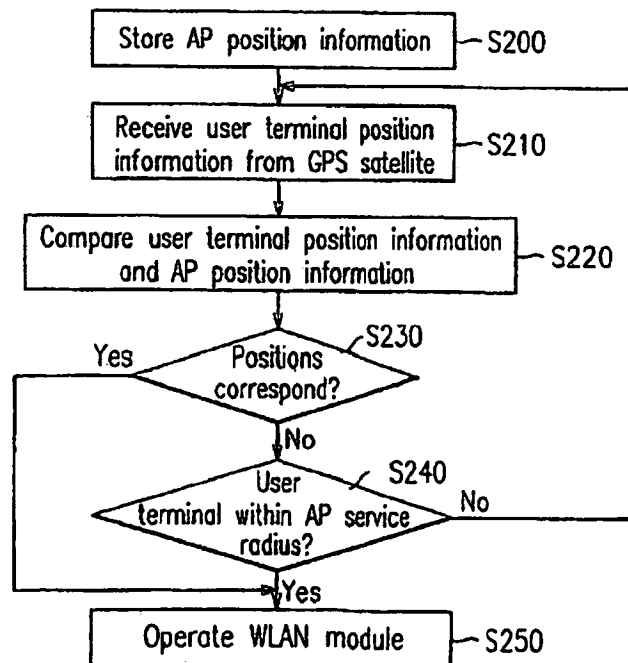 Store AP position information
S200
Receive user terminal position
information from GPS satellite
S210
Compare user terminal position information
and AP position information
S220
S230
Yes
Positions
correspond?
No
S240
User
terminal within AP service
radius?
No
Yes
Operate WLAN module
S250